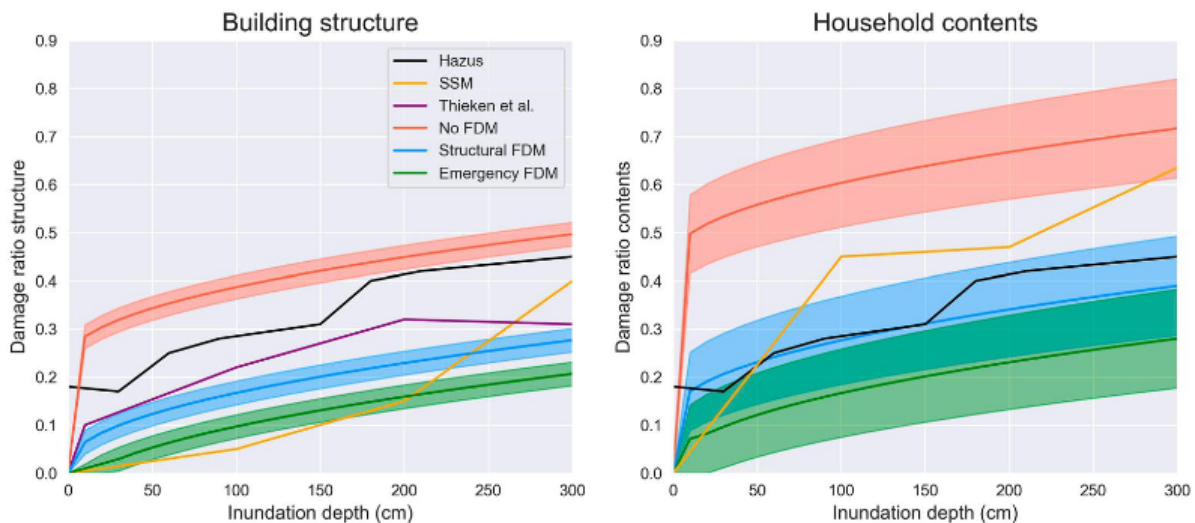 Building structure
0.9
0.8
0.7
0.6
0.5
0.4
0.3
0.2
0.1
0.0
Damage ratio structure
Hazus
SSM
Thieken et al.
No FDM
Structural FDM
Emergency FDM
0 50 100 150 200 250 300
Inundation depth (cm)
Household contents
0.9
0.8
0.7
0.6
0.5
0.4
0.3
0.2
0.1
0.0
Damage ratio contents
0 50 100 150 200 250 300
Inundation depth (cm)